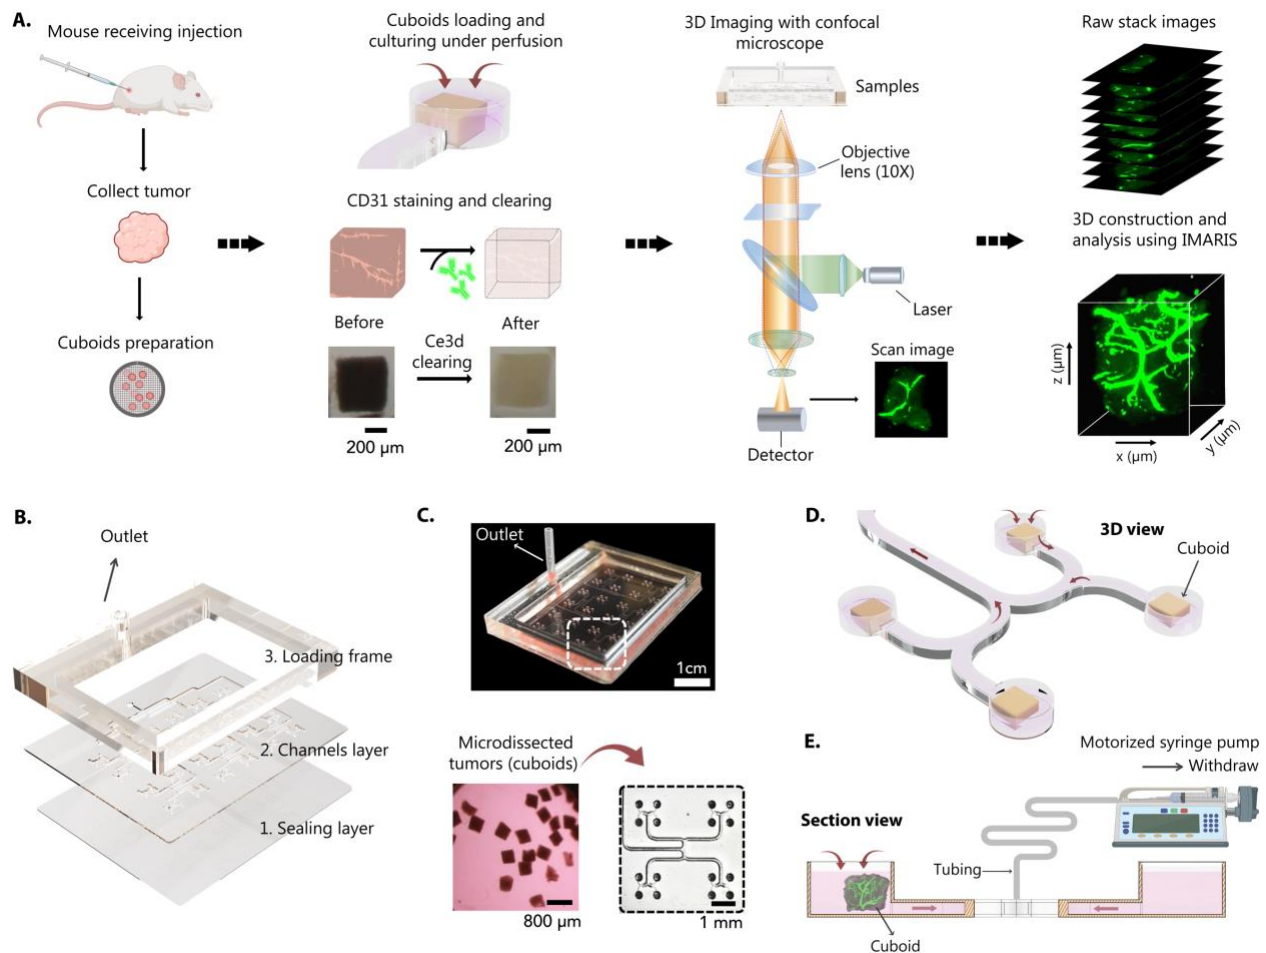 A.
Mouse receiving injection
Collect tumor
Cuboids preparation
Cuboids loading and
culturing under perfusion
CD31 staining and clearing
Before
After
Ce3d
clearing
200 μm
200 μm
3D Imaging with confocal
microscope
Samples
Objective
lens (10X)
Laser
Scan image
Detector
Raw stack images
3D construction and
analysis using IMARIS
z (μm)
x (μm)
y (μm)
B.
Outlet
3. Loading frame
2. Channels layer
1. Sealing layer
C.
Outlet
1cm
Microdissected
tumors (cuboids)
800 μm
1 mm
D.
3D view
Cuboid
E.
Motorized syringe pump
Withdraw
Section view
Tubing
Cuboid